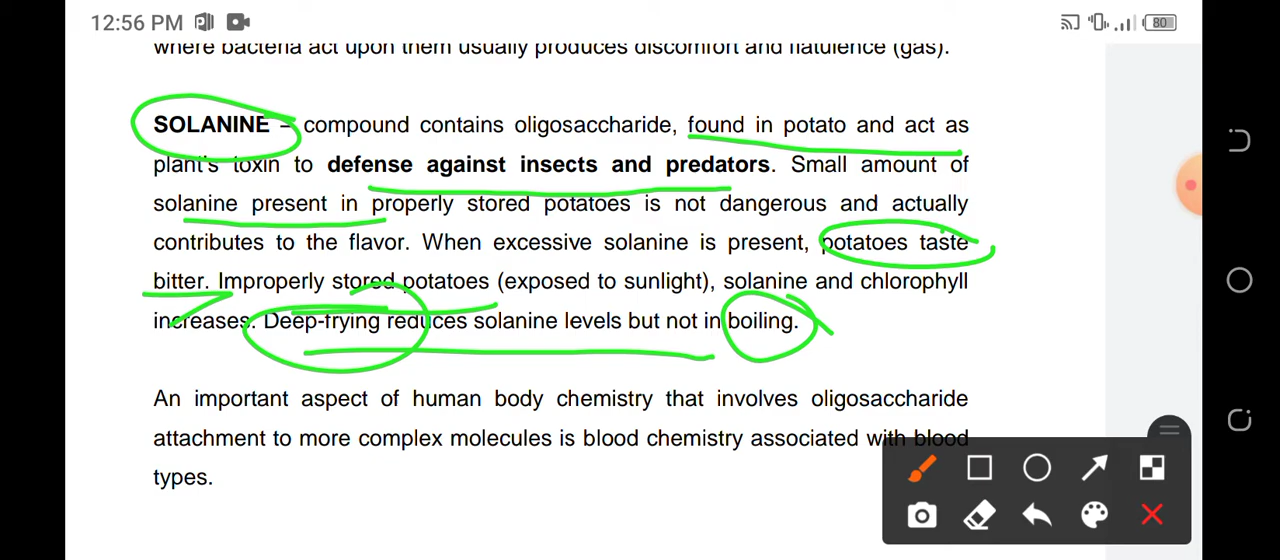 12:56 PM
80
where bacteria act upon them usually produces discomfort and flatulence (gas).
SOLANINE – compound contains oligosaccharide, found in potato and act as
plant's toxin to defense against insects and predators. Small amount of
solanine present in properly stored potatoes is not dangerous and actually
contributes to the flavor. When excessive solanine is present, potatoes taste
bitter. Improperly stored potatoes (exposed to sunlight), solanine and chlorophyll
increases. Deep-frying reduces solanine levels but not in boiling.
An important aspect of human body chemistry that involves oligosaccharide
attachment to more complex molecules is blood chemistry associated with blood
types.